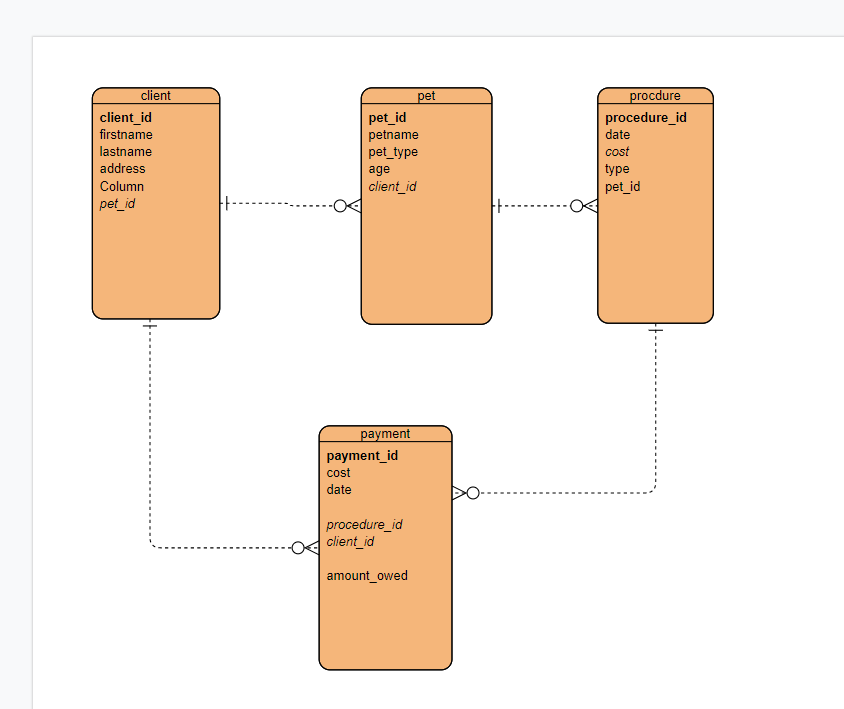 client
client_id
firstname
lastname
address
Column
pet_id
pet
pet_id
petname
pet_type
age
client_id
procdure
procedure_id
date
cost
type
pet_id
payment
payment_id
cost
date
procedure_id
client_id
amount_owed